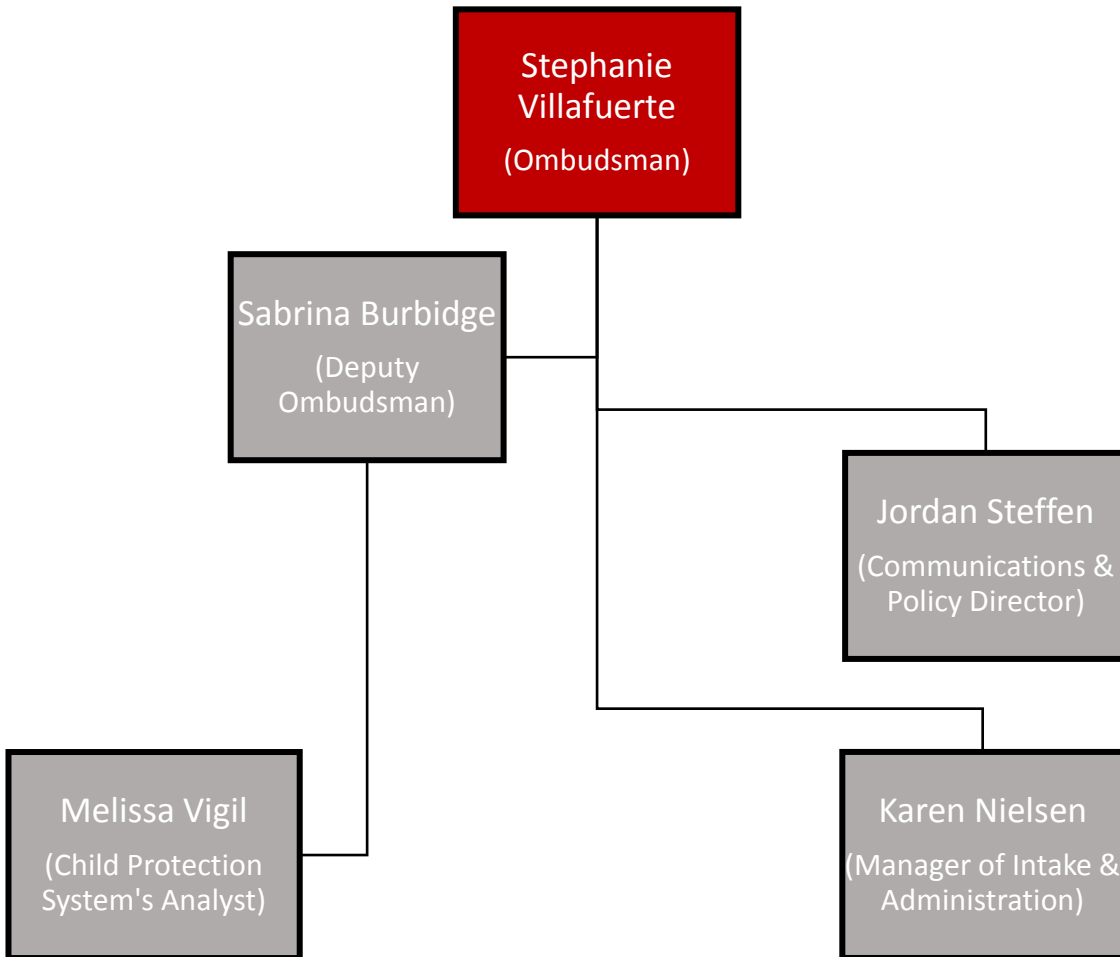 Stephanie
Villafuerte
(Ombudsman)
Sabrina Burbidge
(Deputy
Ombudsman)
Jordan Steffen
(Communications &
Policy Director)
Melissa Vigil
(Child Protection
System's Analyst)
Karen Nielsen
(Manager of Intake &
Administration)